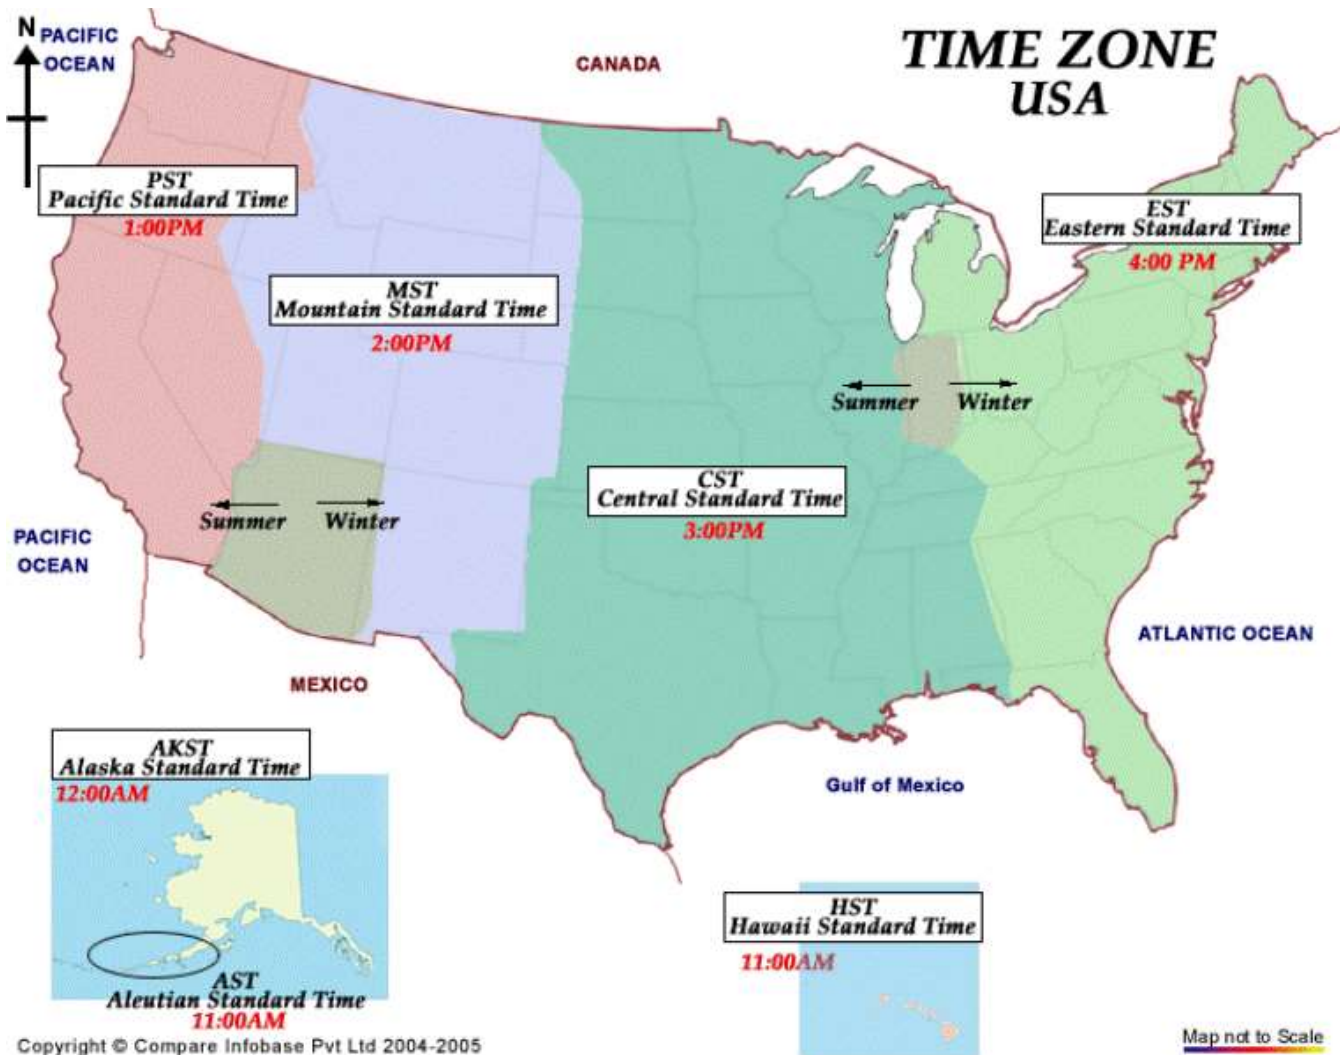 N
PACIFIC
OCEAN
CANADA
TIME ZONE
USA
PST
Pacific Standard Time
1:00PM
EST
Eastern Standard Time
4:00 PM
MST
Mountain Standard Time
2:00PM
Summer
Winter
CST
Central Standard Time
3:00PM
Summer
Winter
PACIFIC
OCEAN
ATLANTIC OCEAN
MEXICO
Gulf of Mexico
AKST
Alaska Standard Time
12:00AM
AST
Aleutian Standard Time
11:00AM
HST
Hawaii Standard Time
11:00AM
Copyright © Compare Infobase Pvt Ltd 2004-2005
Map not to Scale